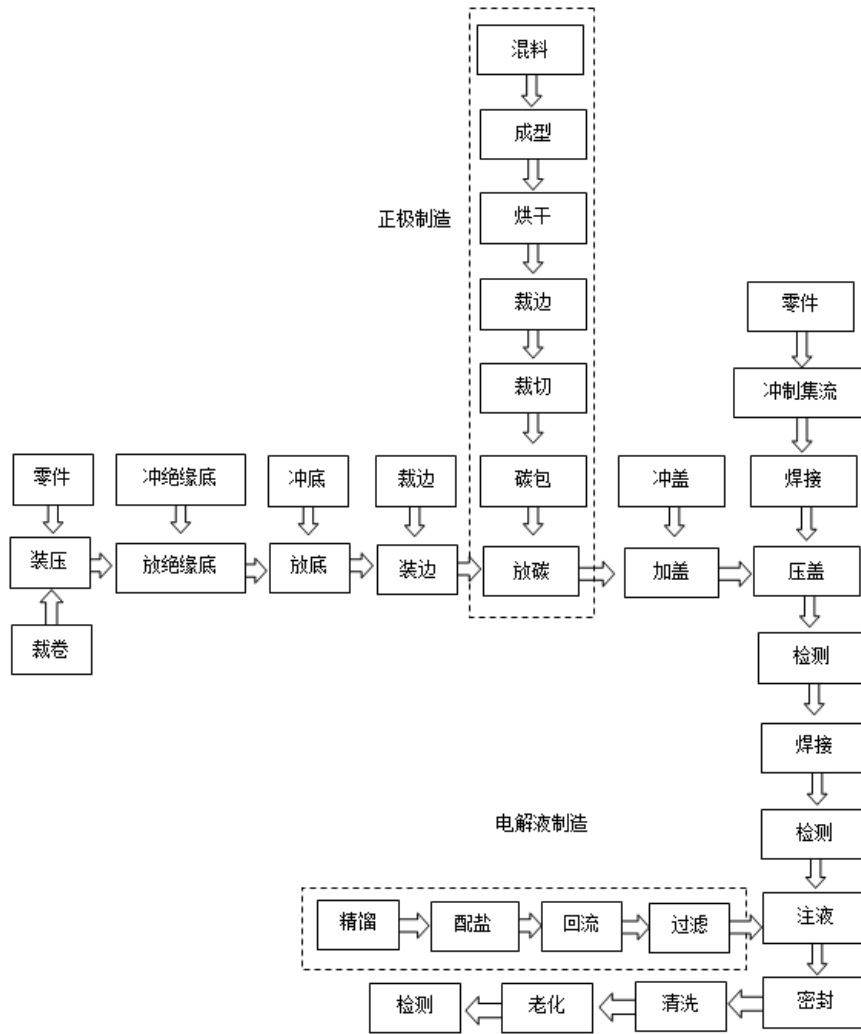 混料
成型
正极制造
烘干
裁边
零件
裁切
冲制集流
零件
冲绝缘底
冲底
裁边
碳包
冲盖
焊接
装压
放绝缘底
放底
装边
放碳
加盖
压盖
裁卷
检测
焊接
电解液制造
检测
精馏
配盐
回流
过滤
注液
检测
老化
清洗
密封